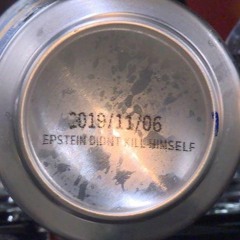 2019/11/06
EPSTEIN DIDNT KILL HIMSELF